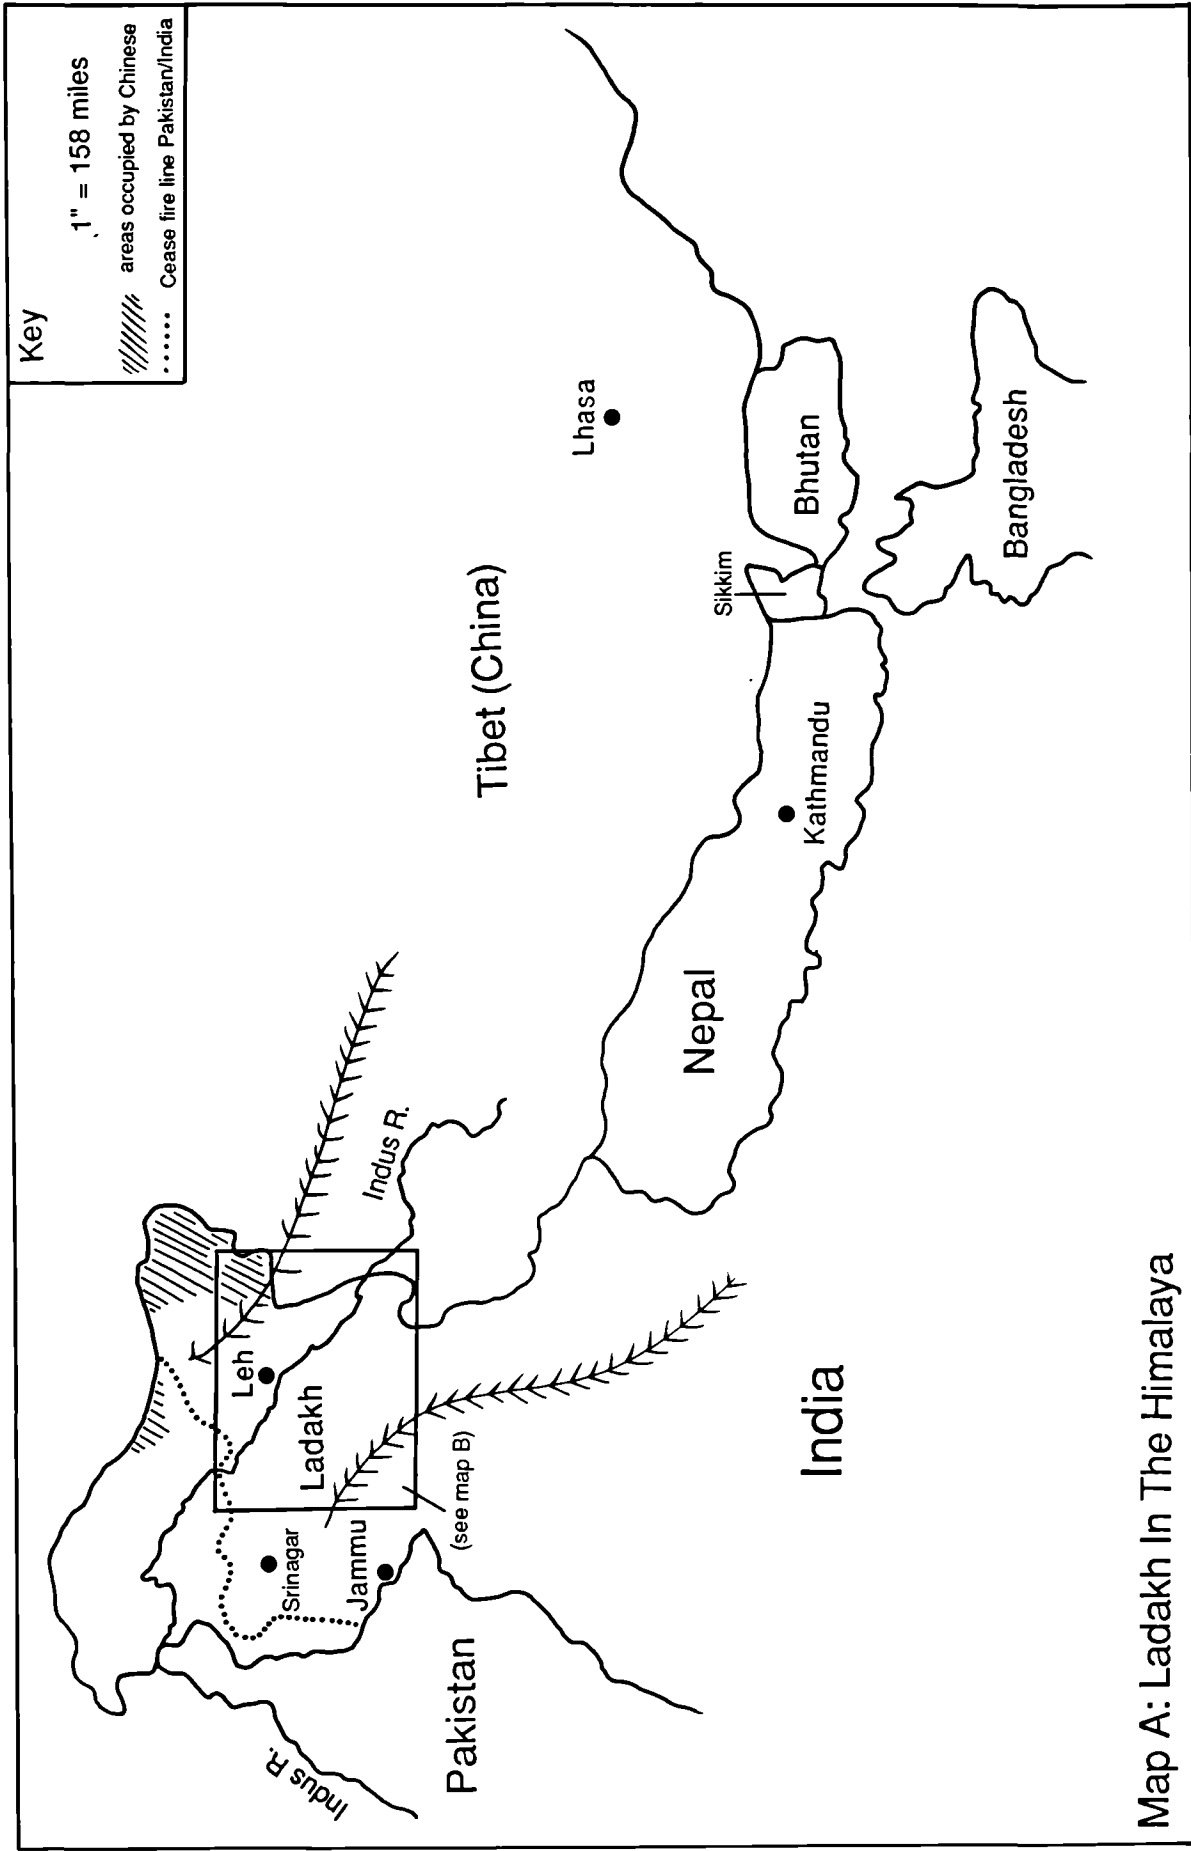 Key
1" = 158 miles
areas occupied by Chinese
Cease fire line Pakistan/India
Indus R.
Pakistan
Srinagar
Jammu
Leh
Ladakh
(see map B)
Indus R.
India
Nepal
Kathmandu
Tibet (China)
Sikkim
Lhasa
Bhutan
Bangladesh
Map A: Ladakh In The Himalaya